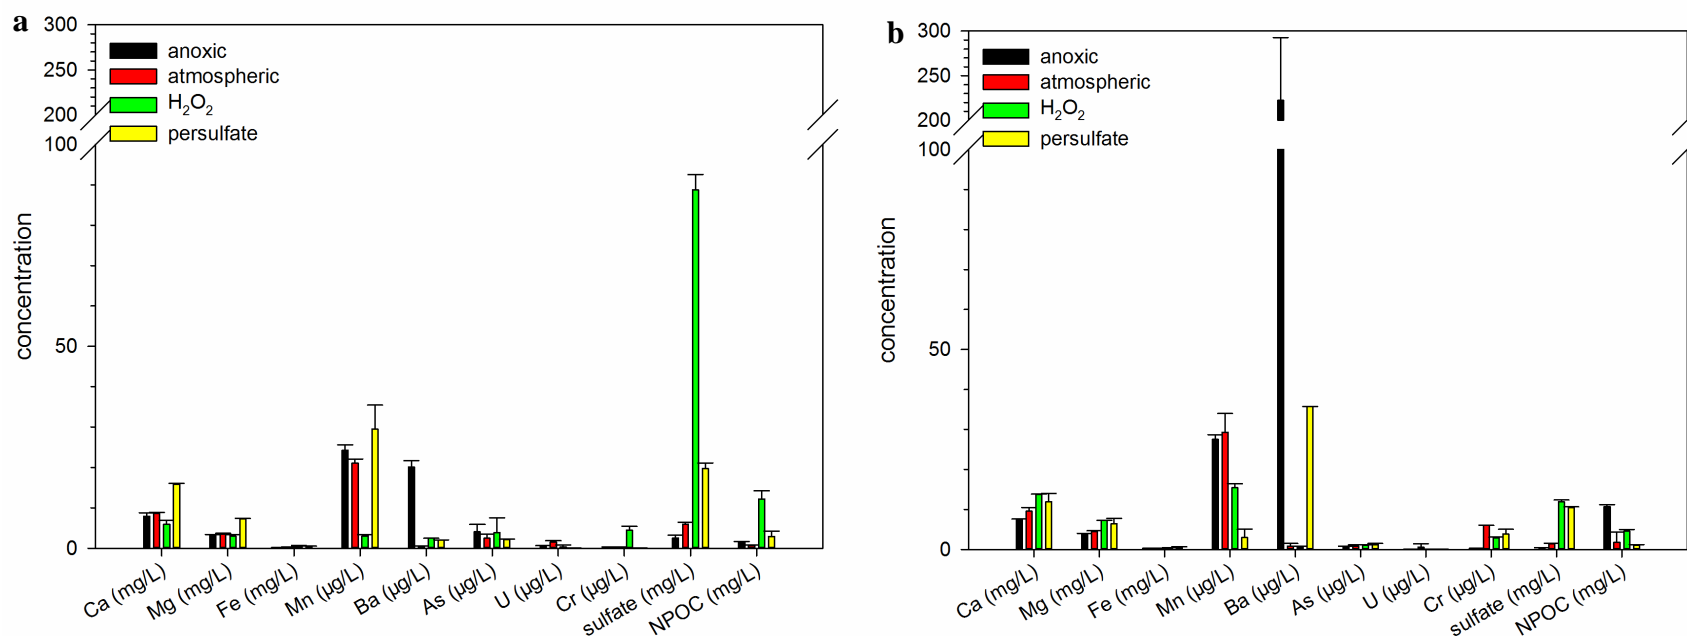 a
300
250
200
100
50
0
concentration
anoxic
atmospheric
H₂O₂
persulfate
Ca (mg/L)
Mg (mg/L)
Fe (mg/L)
Mn (µg/L)
Ba (µg/L)
As (µg/L)
U (µg/L)
Cr (µg/L)
sulfate (mg/L)
NPOC (mg/L)
b
300
250
200
100
50
0
concentration
anoxic
atmospheric
H₂O₂
persulfate
Ca (mg/L)
Mg (mg/L)
Fe (mg/L)
Mn (µg/L)
Ba (µg/L)
As (µg/L)
U (µg/L)
Cr (µg/L)
sulfate (mg/L)
NPOC (mg/L)